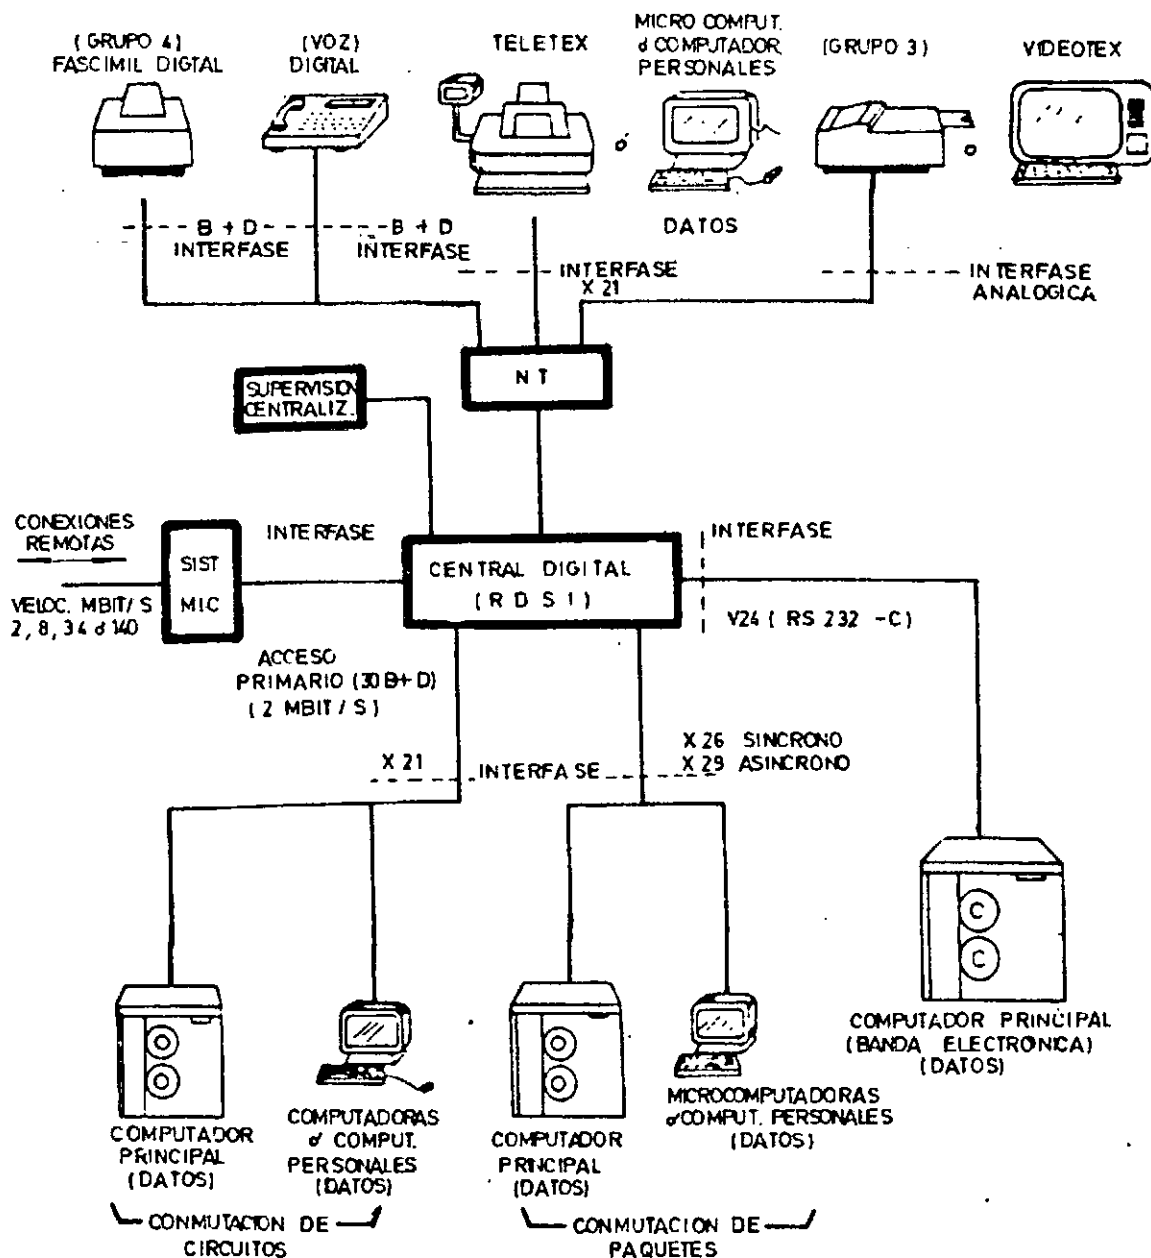 (GRUPO 4)
FASCIMIL DIGTAL
(VOZ)
DIGITAL
TELETEX
MICRO COMPUT.
ó COMPUTADOR
PERSONALES
(GRUPO 3)
VIDEOTEX
ó
o
DATOS
B + D
INTERFASE
B + D
INTERFASE
INTERFASE
X 21
INTERFASE
ANALOGICA
NT
SUPERVISION
CENTRALIZ.
CONEXIONES
REMOTAS
SIST
MIC
VELOC. MBIT/S
2, 8, 34 ó 140
INTERFASE
CENTRAL DIGITAL
(RDSI)
INTERFASE
V24 (RS 232 -C)
ACCESO
PRIMARIO (30 B+D)
(2 MBIT/S)
X 21
INTERFASE
X 26 SINCRONO
X 29 ASINCRONO
C
C
COMPUTADOR PRINCIPAL
(BANDA ELECTRONICA)
(DATOS)
COMPUTADOR
PRINCIPAL
(DATOS)
COMPUTADORAS
ó COMPUT.
PERSONALES
(DATOS)
COMPUTADOR
PRINCIPAL
(DATOS)
MICROCOMPUTADORAS
ó COMPUT. PERSONALES
(DATOS)
CONMUTACION DE
CIRCUITOS
CONMUTACION DE
PAQUETES